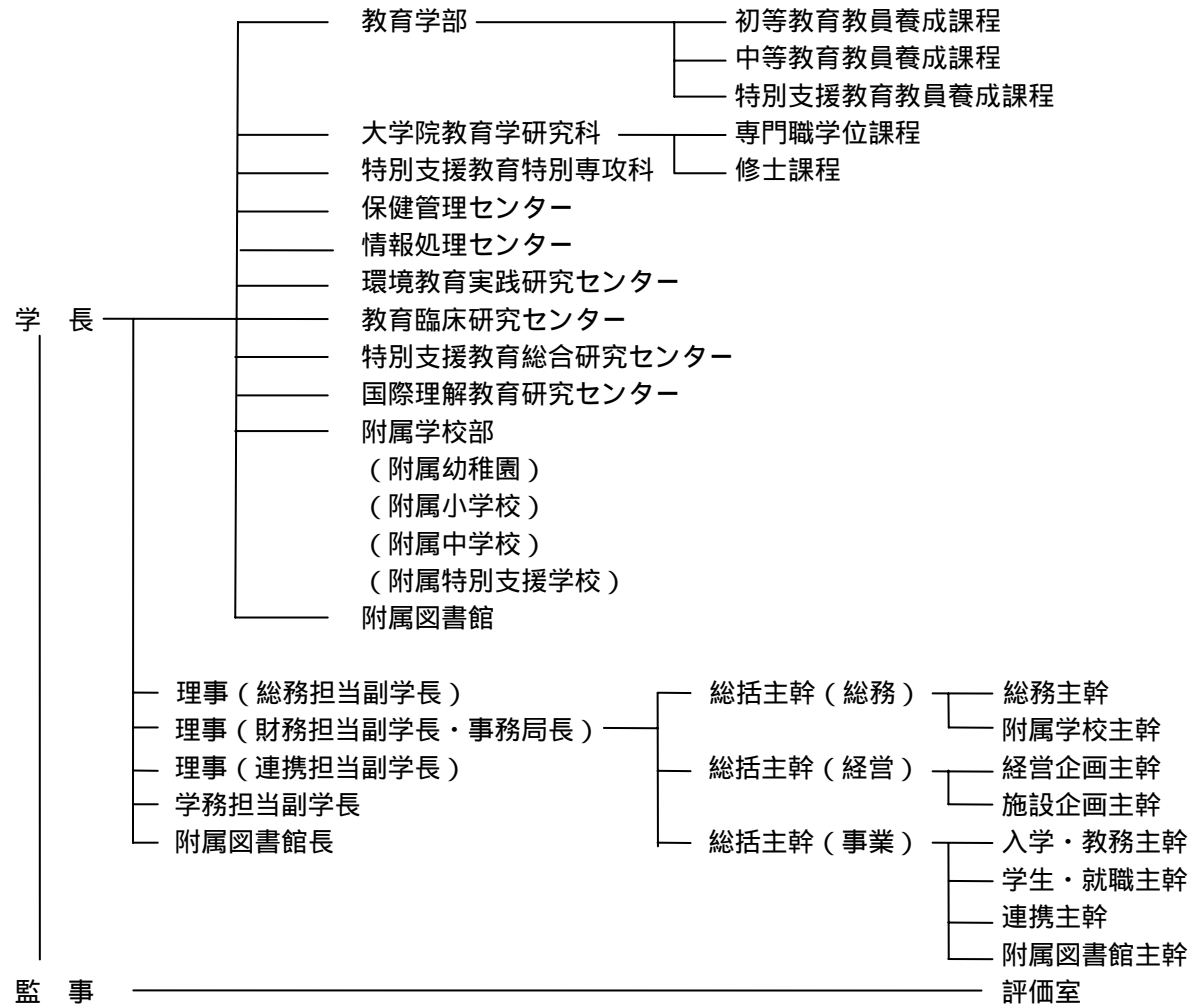 教育学部 初等教育教員養成課程
中等教育教員養成課程
特別支援教育教員養成課程
大学院教育学研究科 専門職学位課程
特別支援教育特別専攻科 修士課程
保健管理センター
情報処理センター
環境教育実践研究センター
学 長 教育臨床研究センター
特別支援教育総合研究センター
国際理解教育研究センター
附属学校部
(附属幼稚園)
(附属小学校)
(附属中学校)
(附属特別支援学校)
附属図書館
理事(総務担当副学長) 総括主幹(総務) 総務主幹
理事(財務担当副学長・事務局長) 附属学校主幹
理事(連携担当副学長) 総括主幹(経営) 経営企画主幹
学務担当副学長 施設企画主幹
附属図書館長 総括主幹(事業) 入学・教務主幹
学生・就職主幹
連携主幹
附属図書館主幹
監 事 評価室